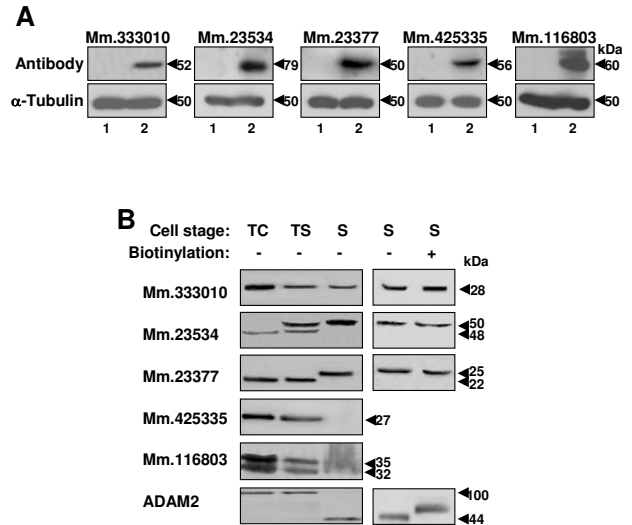 A
Mm.333010 Mm.23534 Mm.23377 Mm.425335 Mm.116803
kDa
Antibody 52 79 50 56 60
α-Tubulin 50 50 50 50 50
1 2 1 2 1 2 1 2 1 2
B
Cell stage: TC TS S S S
Biotinylation: - - - - +
kDa
Mm.333010 28
Mm.23534 50
48
Mm.23377 25
22
Mm.425335 27
Mm.116803 35
32
ADAM2 100
44